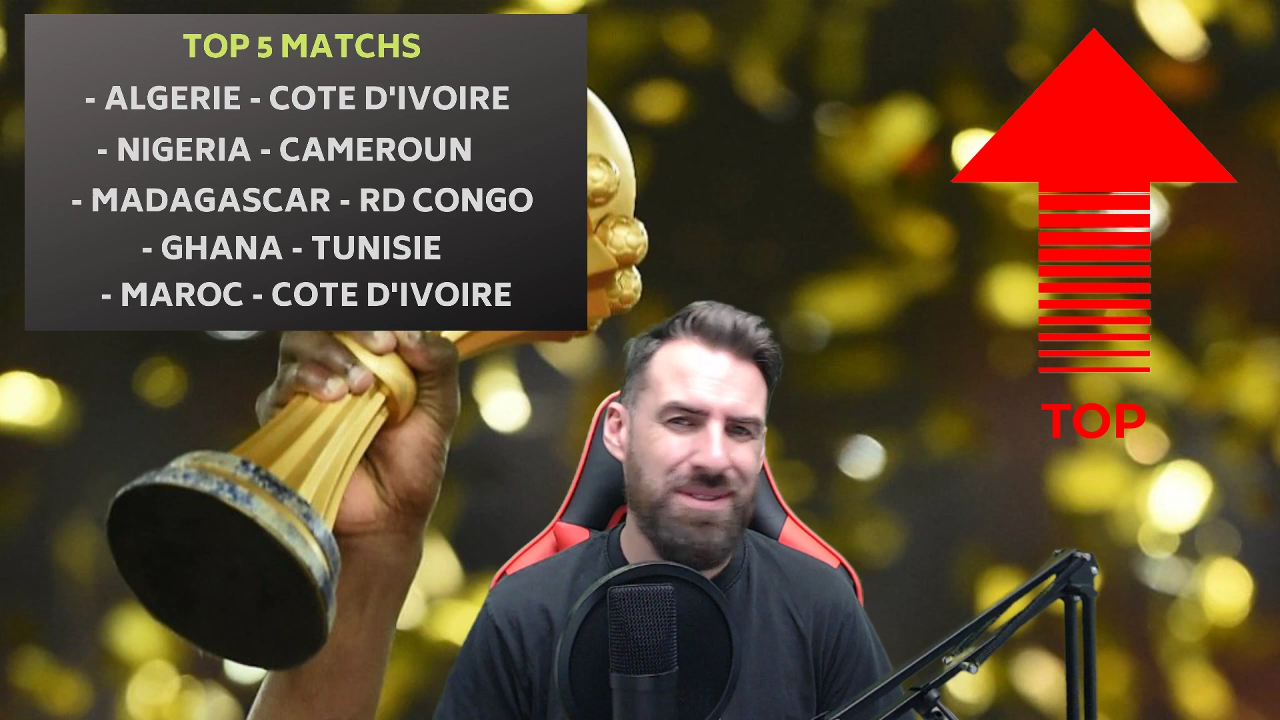 TOP 5 MATCHS
- ALGERIE - COTE D'IVOIRE
- NIGERIA - CAMEROUN
- MADAGASCAR - RD CONGO
- GHANA - TUNISIE
- MAROC - COTE D'IVOIRE
TOP